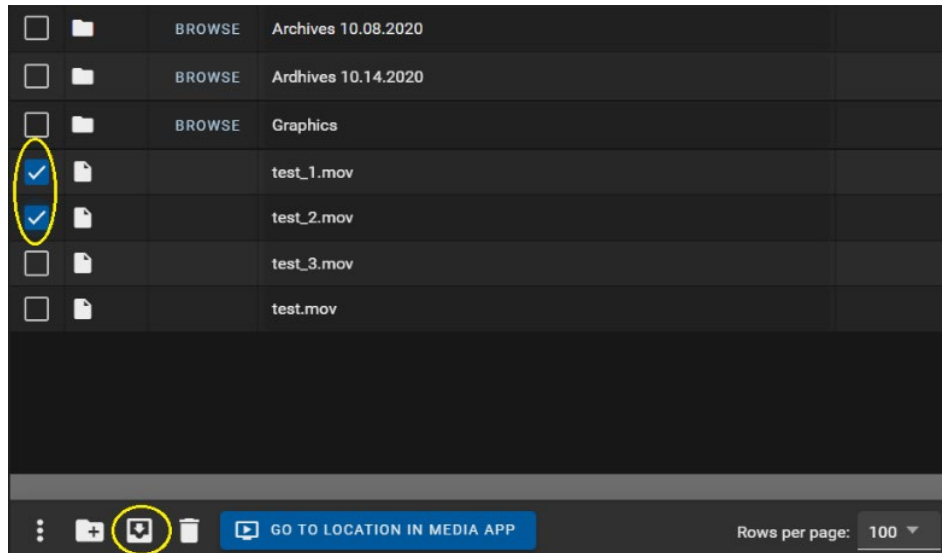 BROWSE Archives 10.08.2020
BROWSE Ardhives 10.14.2020
BROWSE Graphics
test_1.mov
test_2.mov
test_3.mov
test.mov
GO TO LOCATION IN MEDIA APP Rows per page: 100